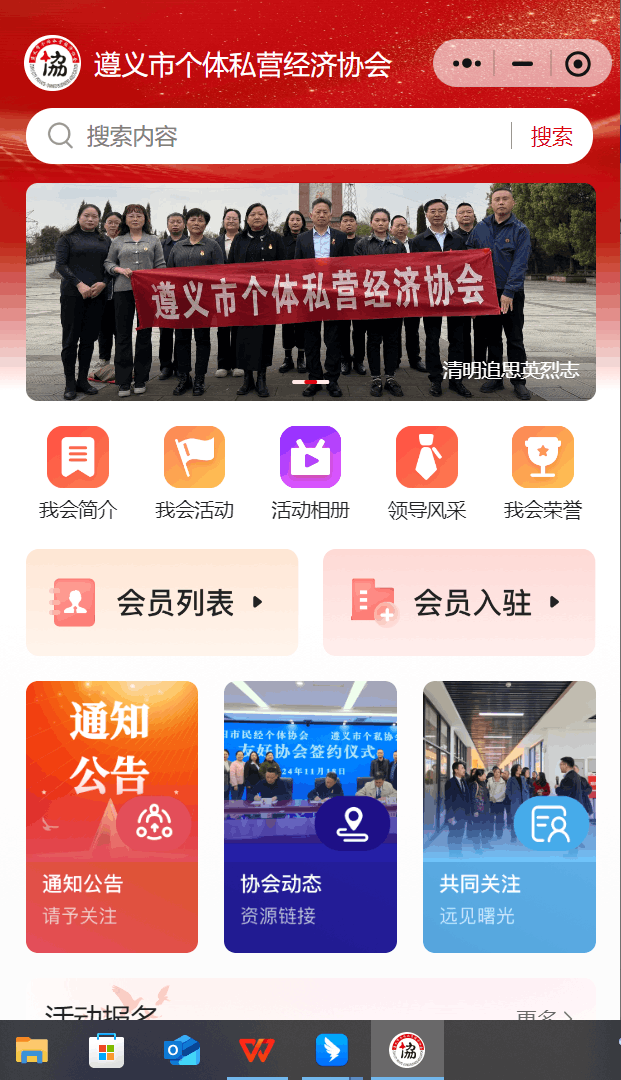 遵义市个体私营经济协会
搜索内容
搜索
遵义市个体私营经济协会
清明追思英烈志
我会简介
我会活动
活动相册
领导风采
我会荣誉
会员列表
会员入驻
通知
公告
通知公告
请予关注
市民经个体协会 遵义市个私协会
友好协会签约仪式
24年11月18日
协会动态
资源链接
共同关注
远见曙光
活动报名
更多